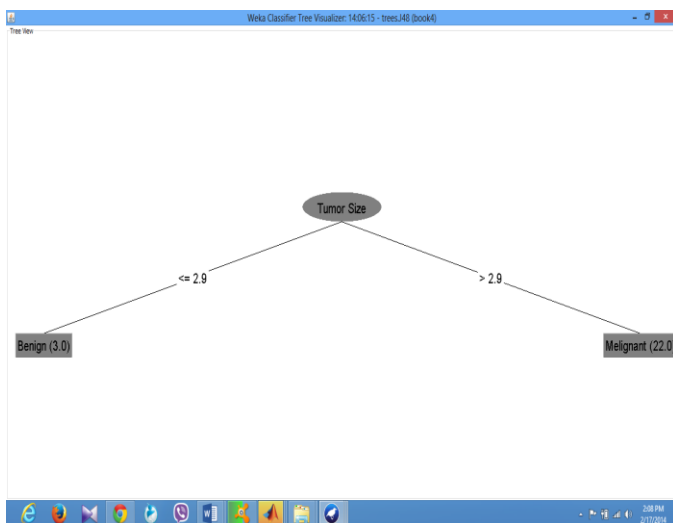 Weka Classifier Tree Visualizer: 14:06:15 - trees.J48 (book4)
Tree View
Tumor Size
<= 2.9
> 2.9
Benign (3.0)
Melignant (22.0
2:08 PM
2/17/2014